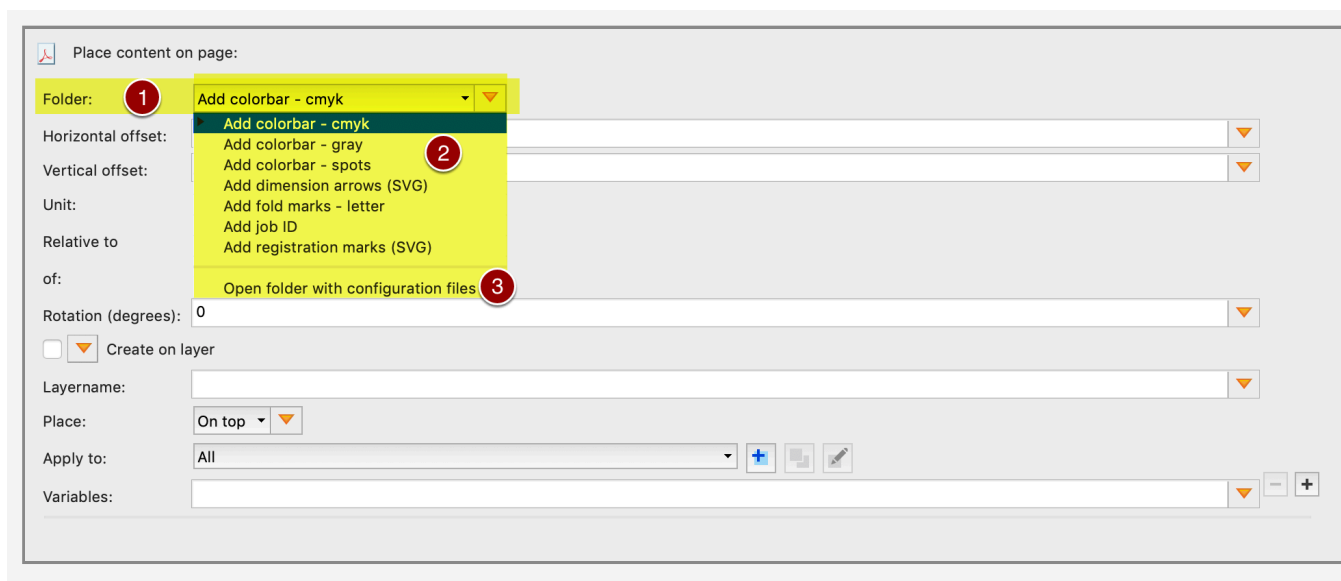 Place content on page:
Folder: 1 Add colorbar - cmyk
Add colorbar - cmyk
Horizontal offset:
Add colorbar - gray
2
Add colorbar - spots
Vertical offset:
Add dimension arrows (SVG)
Unit:
Add fold marks - letter
Add job ID
Relative to
Add registration marks (SVG)
of:
Open folder with configuration files 3
Rotation (degrees): 0
Create on layer
Layername:
Place: On top
Apply to: All
Variables: